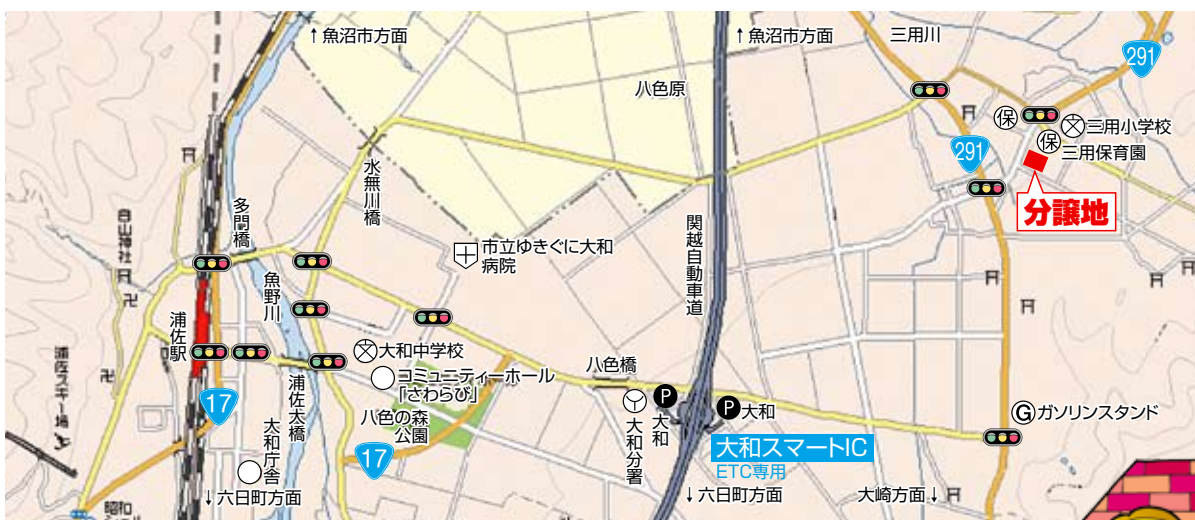 ↑魚沼市方面
↑魚沼市方面
三用川
291
八色原
保
三用小学校
保
三用保育園
291
分譲地
水無川橋
多聞橋
白山神社
市立ゆきぐに大和
病院
関越自動車道
魚野川
浦佐駅
大和中学校
コミュニティーホール
「さわらび」
八色橋
浦佐スキー場
17
浦佐大橋
八色の森
公園
17
大和庁舎
P
大和
P
大和
大和分署
大和スマートIC
ETC専用
G
ガソリンスタンド
↓六日町方面
↓六日町方面
大崎方面↓
昭和